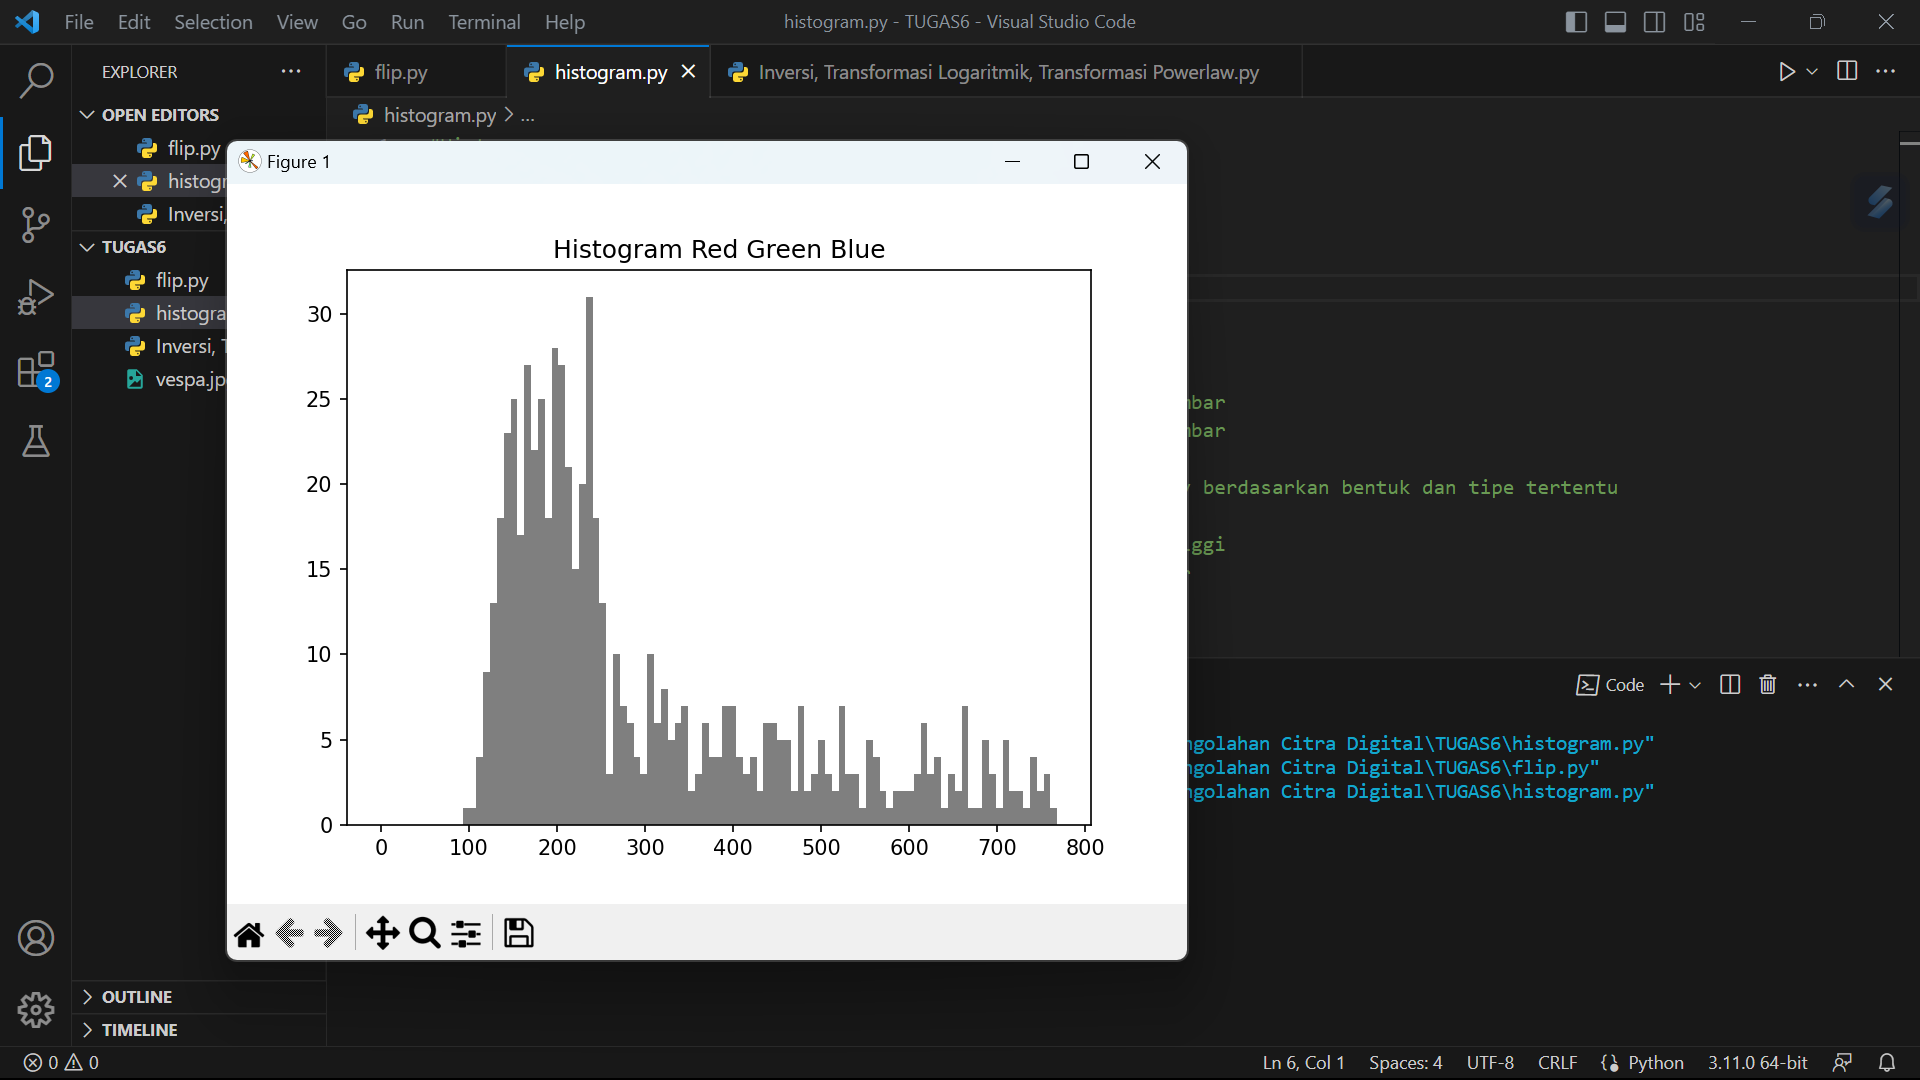 File Edit Selection View Go Run Terminal Help
histogram.py - TUGAS6 - Visual Studio Code
EXPLORER
flip.py
histogram.py
Inversi, Transformasi Logaritmik, Transformasi Powerlaw.py
OPEN EDITORS
flip.py
histogr
Inversi,
TUGAS6
flip.py
histogra
Inversi, T
vespa.jp
2
histogram.py > ...
Figure 1
Histogram Red Green Blue
30
25
20
15
10
5
0
0 100 200 300 400 500 600 700 800
bar
bar
berdasarkan bentuk dan tipe tertentu
ggi
Code
ngolahan Citra Digital\TUGAS6\histogram.py"
ngolahan Citra Digital\TUGAS6\flip.py"
ngolahan Citra Digital\TUGAS6\histogram.py"
OUTLINE
TIMELINE
0 0
Ln 6, Col 1 Spaces: 4 UTF-8 CRLF Python 3.11.0 64-bit